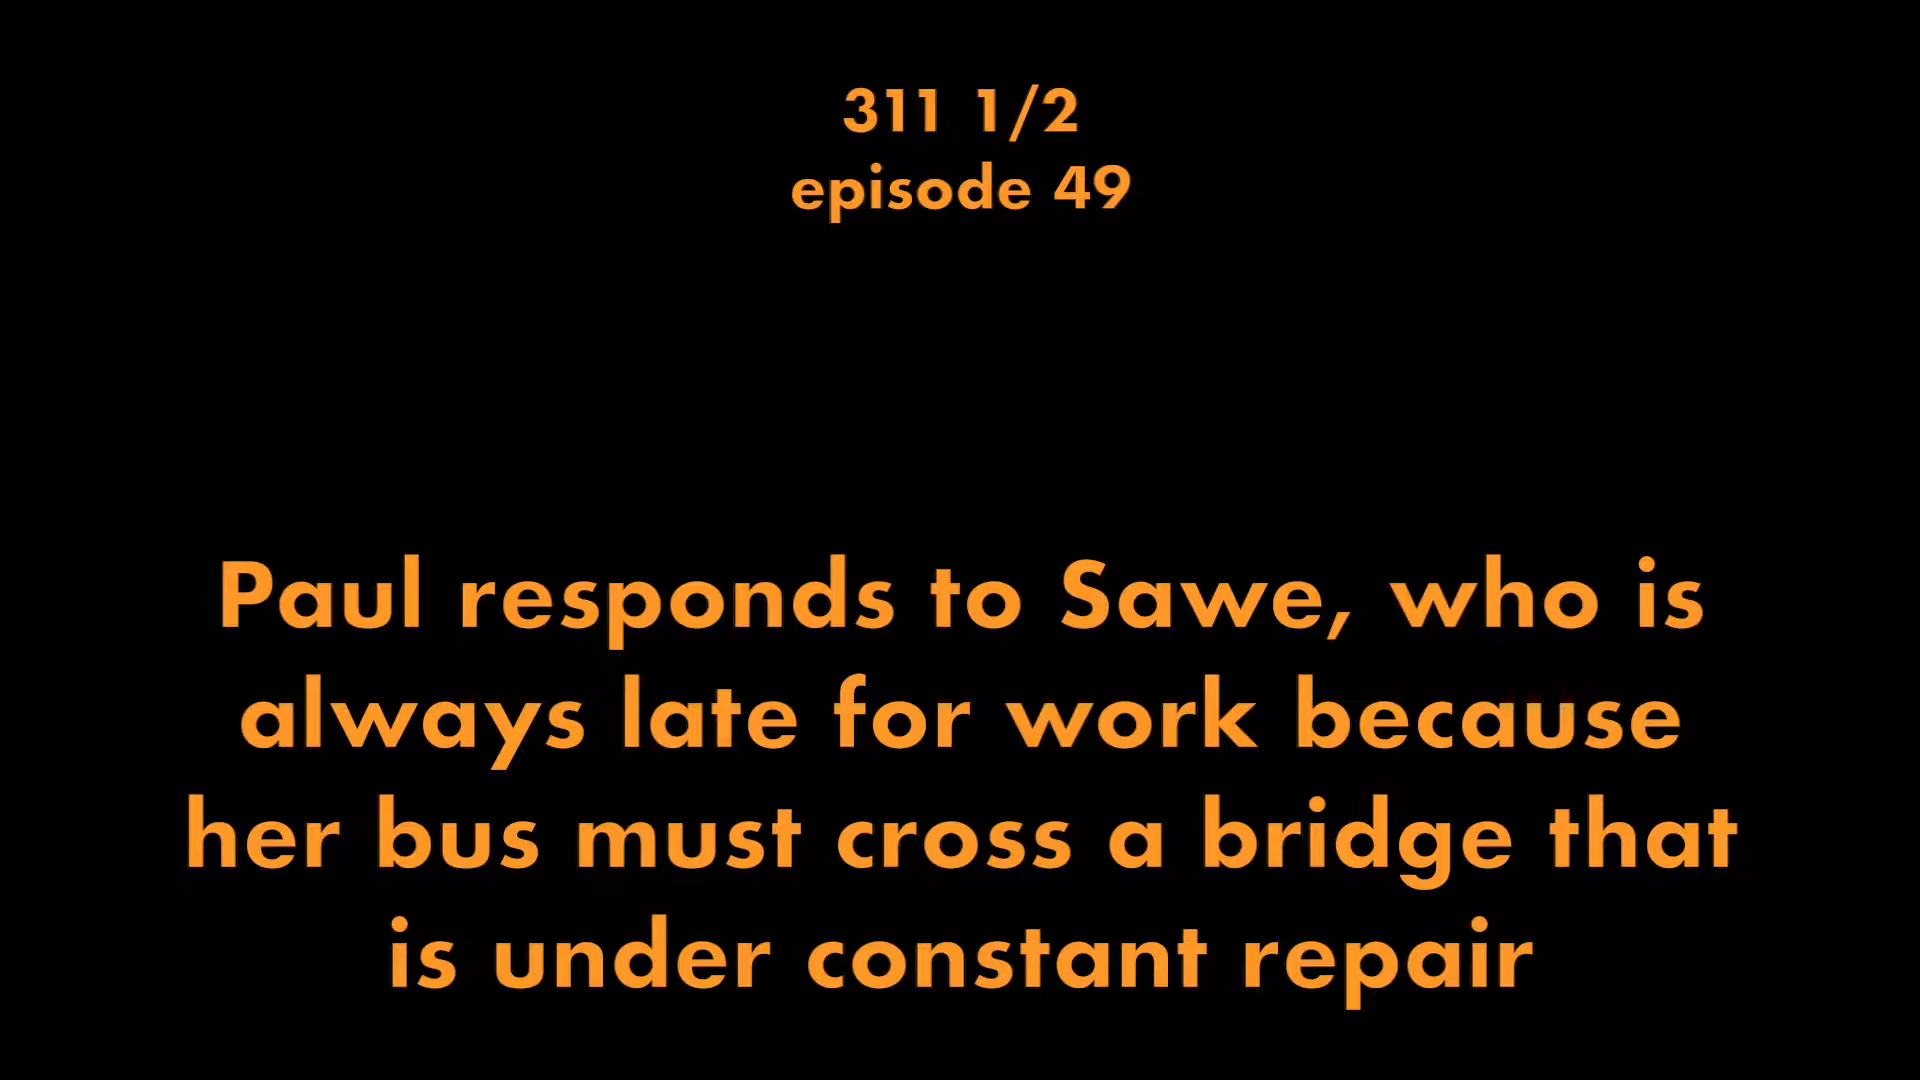 311 1/2
episode 49
Paul responds to Sawe, who is
always late for work because
her bus must cross a bridge that
is under constant repair